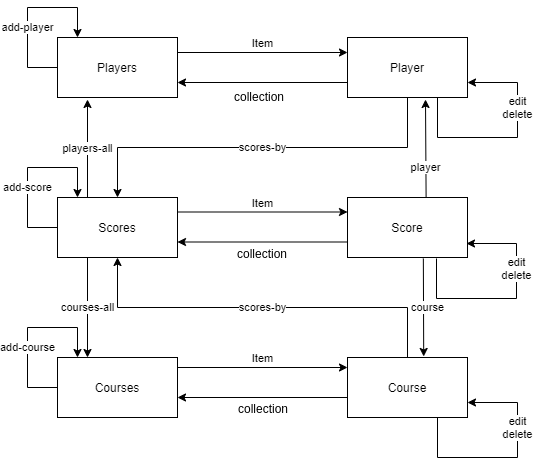 add-player
Item
Players
Player
collection
edit
delete
players-all
scores-by
player
add-score
Item
Scores
Score
collection
edit
delete
courses-all
scores-by
course
add-course
Item
Courses
Course
collection
edit
delete